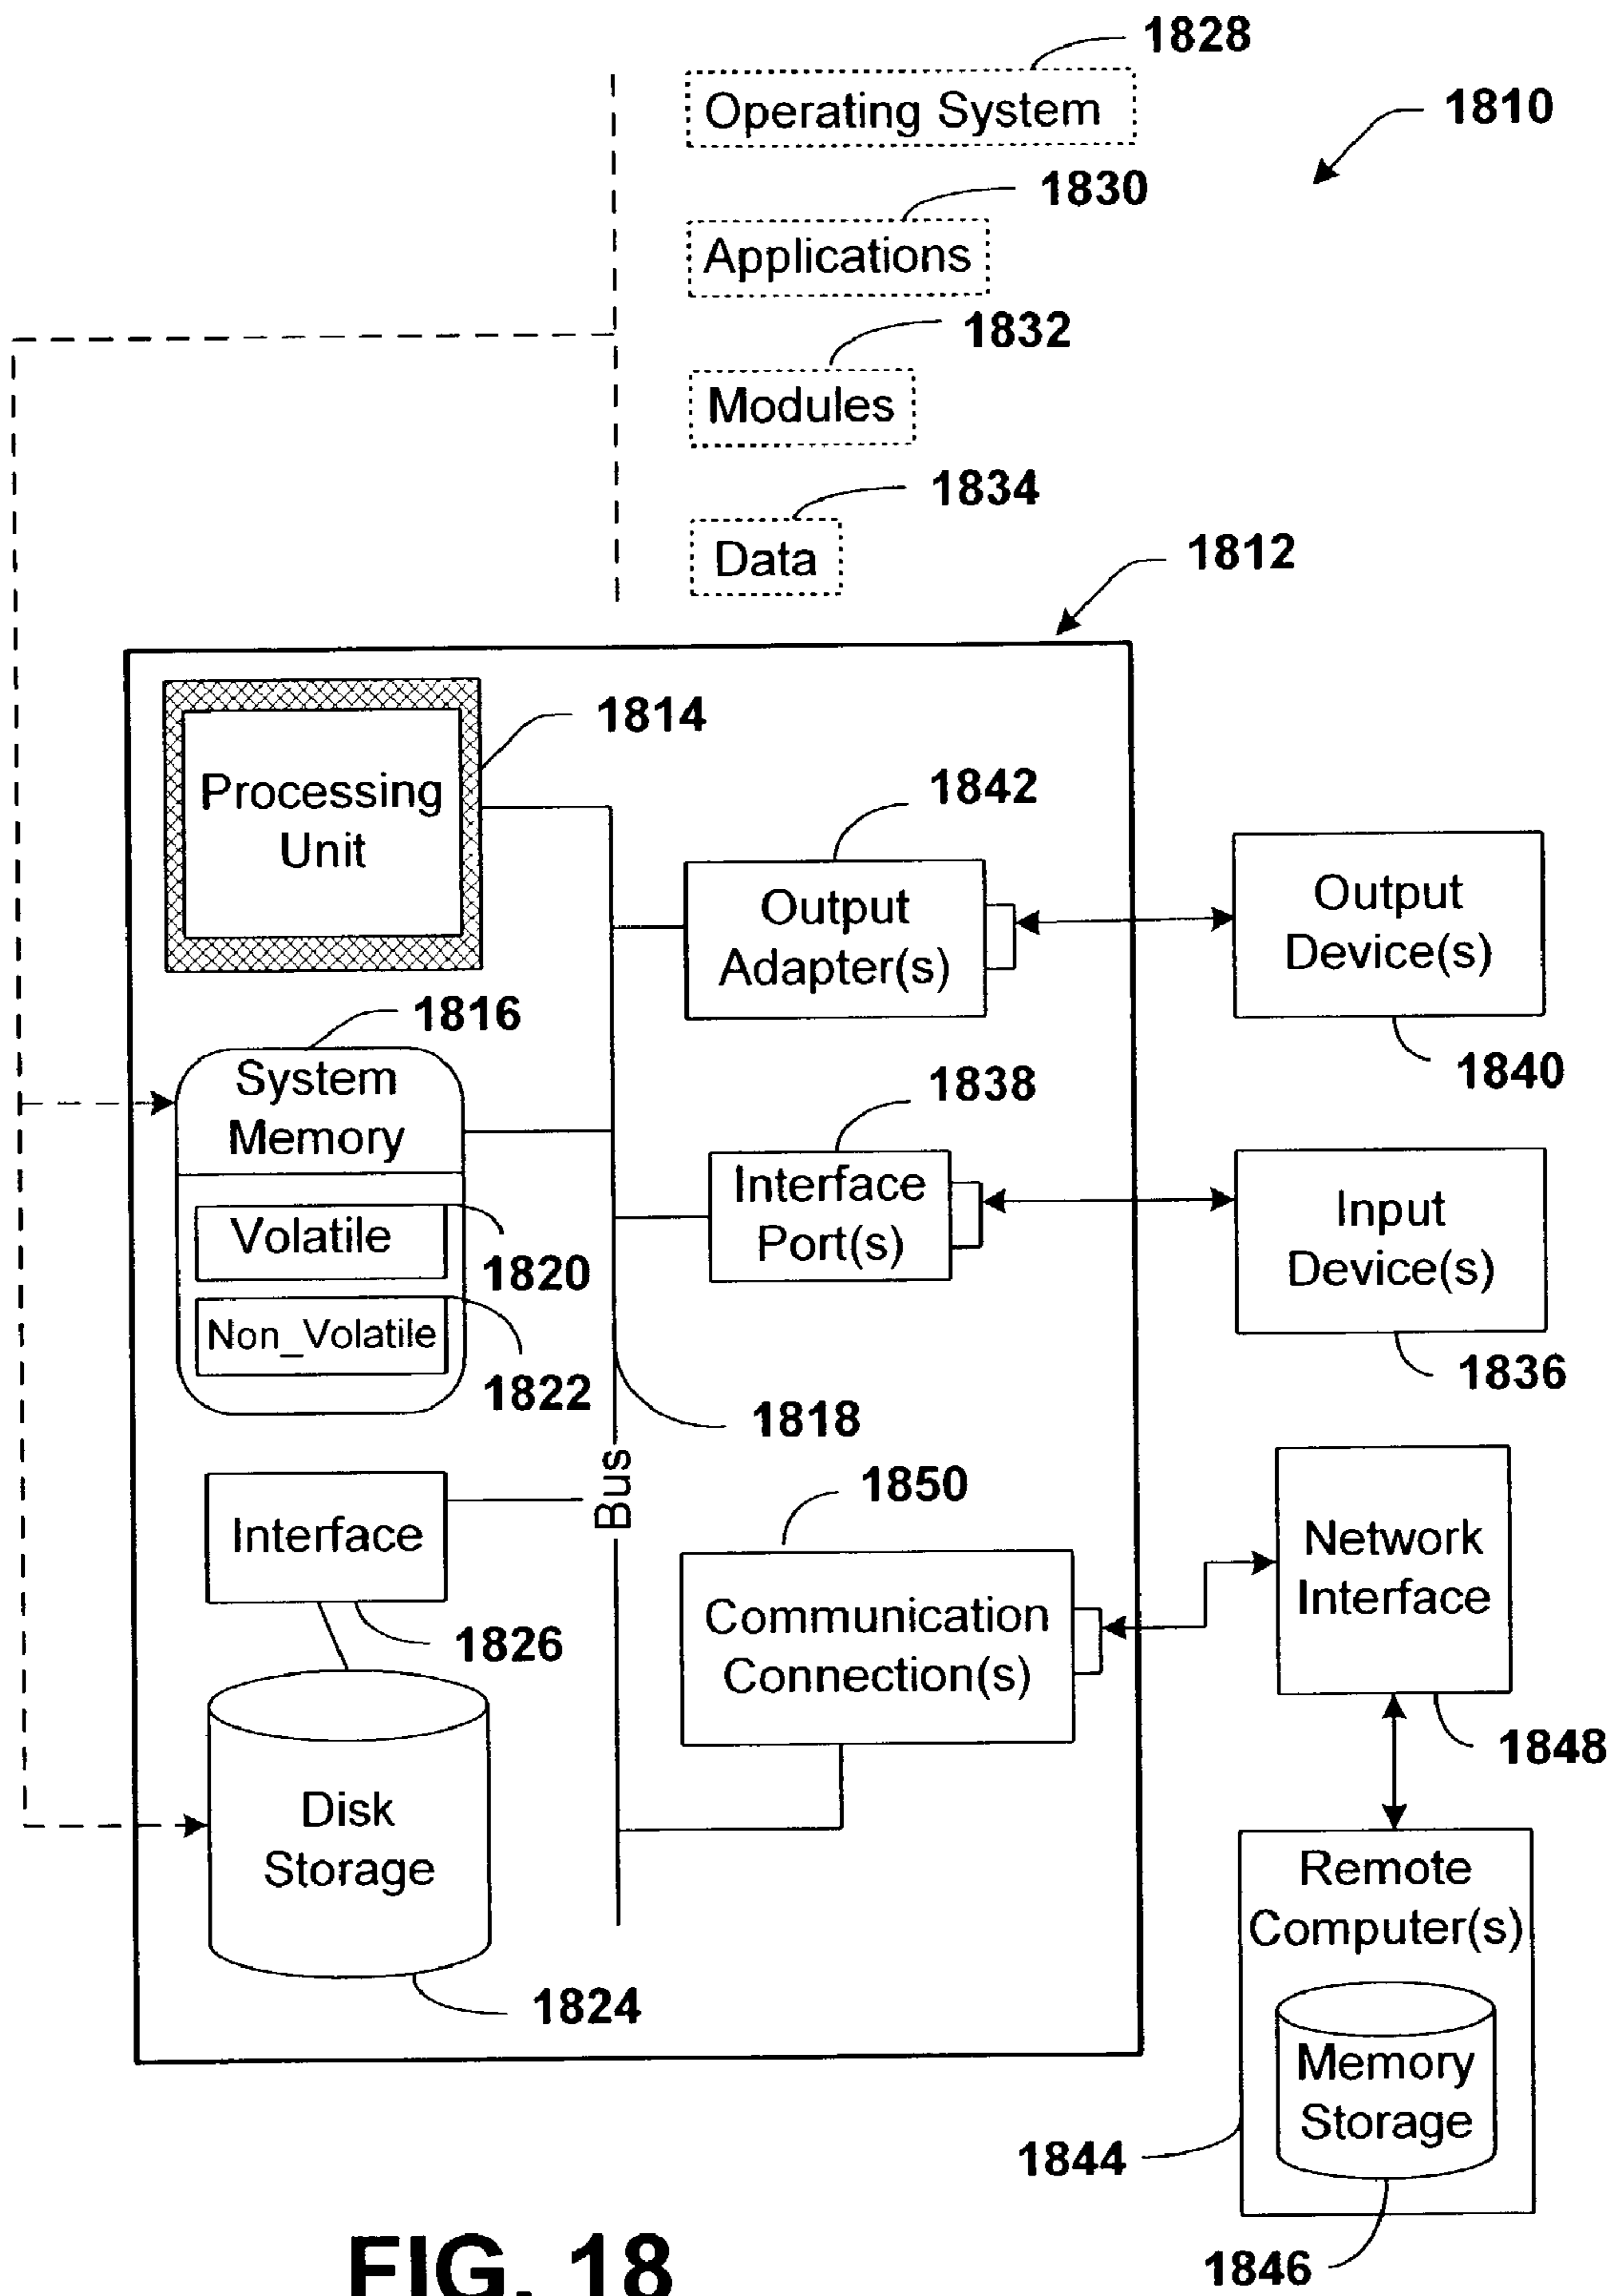 1828
Operating System
1810
1830
Applications
1832
Modules
1834
Data
1812
1814
Processing
Unit
1842
Output
Adapter(s)
Output
Device(s)
1840
1816
System
Memory
1838
Interface
Port(s)
Input
Device(s)
1836
Volatile
1820
Non_Volatile
1822
1818
Bus
1850
Interface
1826
Communication
Connection(s)
Network
Interface
1848
Disk
Storage
1824
Remote
Computer(s)
Memory
Storage
1844
1846
FIG. 18